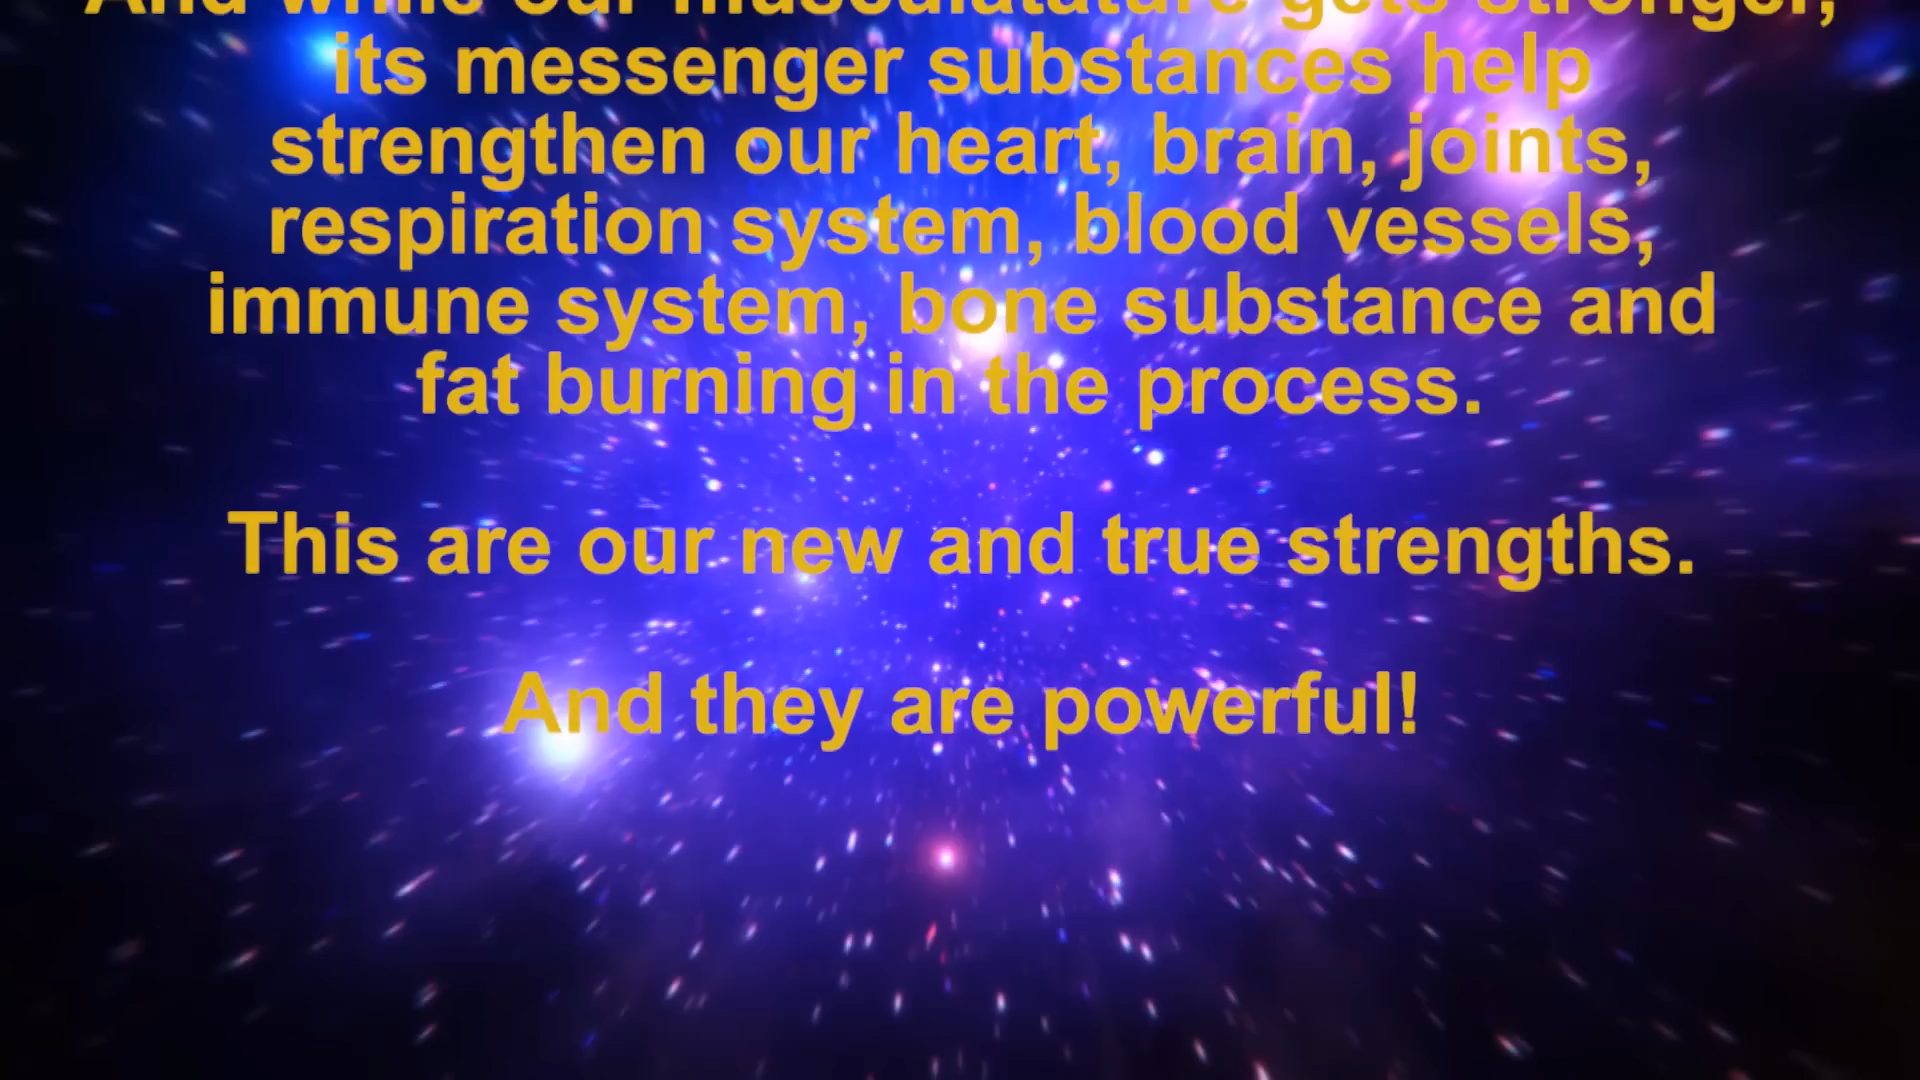 And while our musculatature gets stronger,
its messenger substances help
strengthen our heart, brain, joints,
respiration system, blood vessels,
immune system, bone substance and
fat burning in the process.
This are our new and true strengths.
And they are powerful!